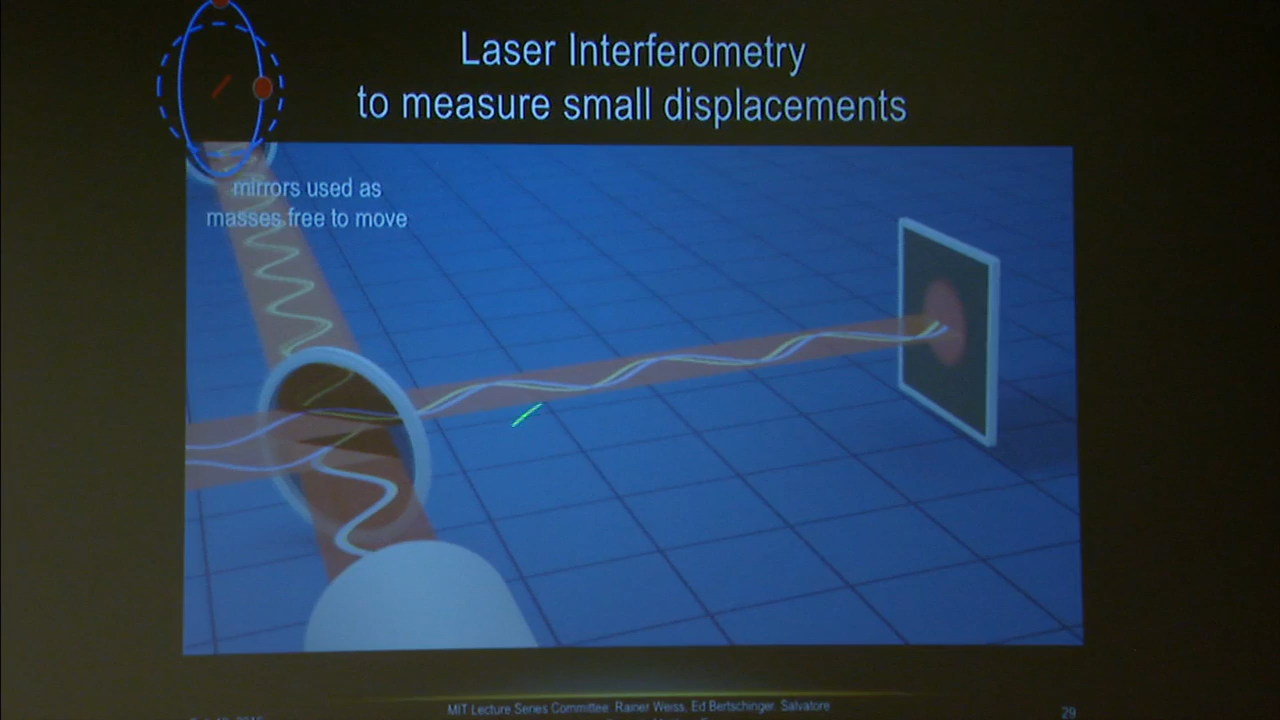 Laser Interferometry
to measure small displacements
mirrors used as
masses free to move
MIT Lecture Series Committee, Rainer Weiss, Ed Bertschinger, Salvatore
29